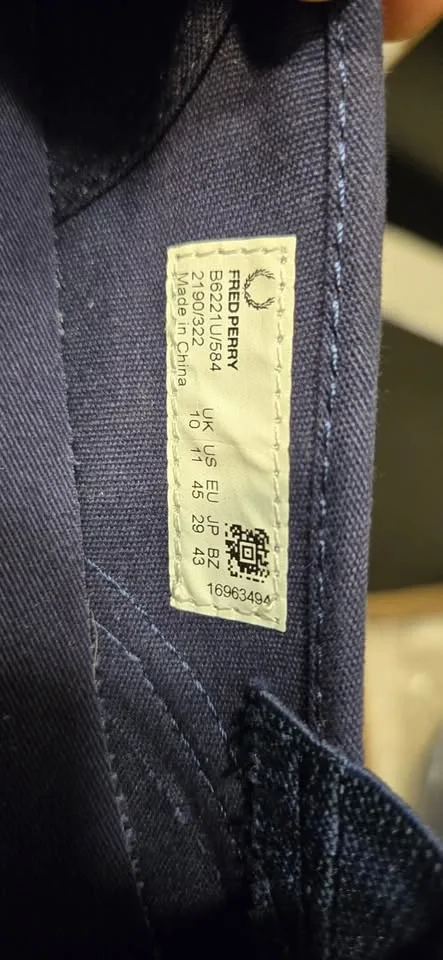 FRED PERRY
B6221U/584
2190/322
Made in China
UK US EU JP BZ
10 11 45 29 43
16963494